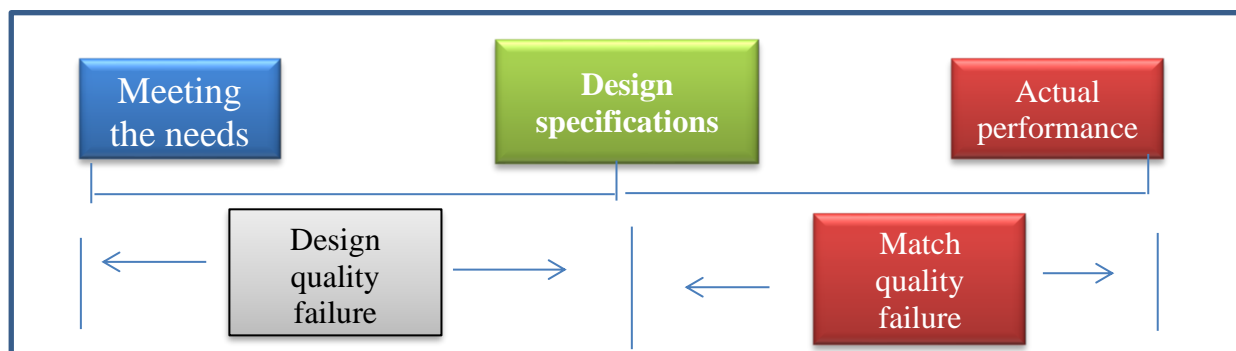 Meeting
the needs
Design
specifications
Actual
performance
Design
quality
failure
Match
quality
failure